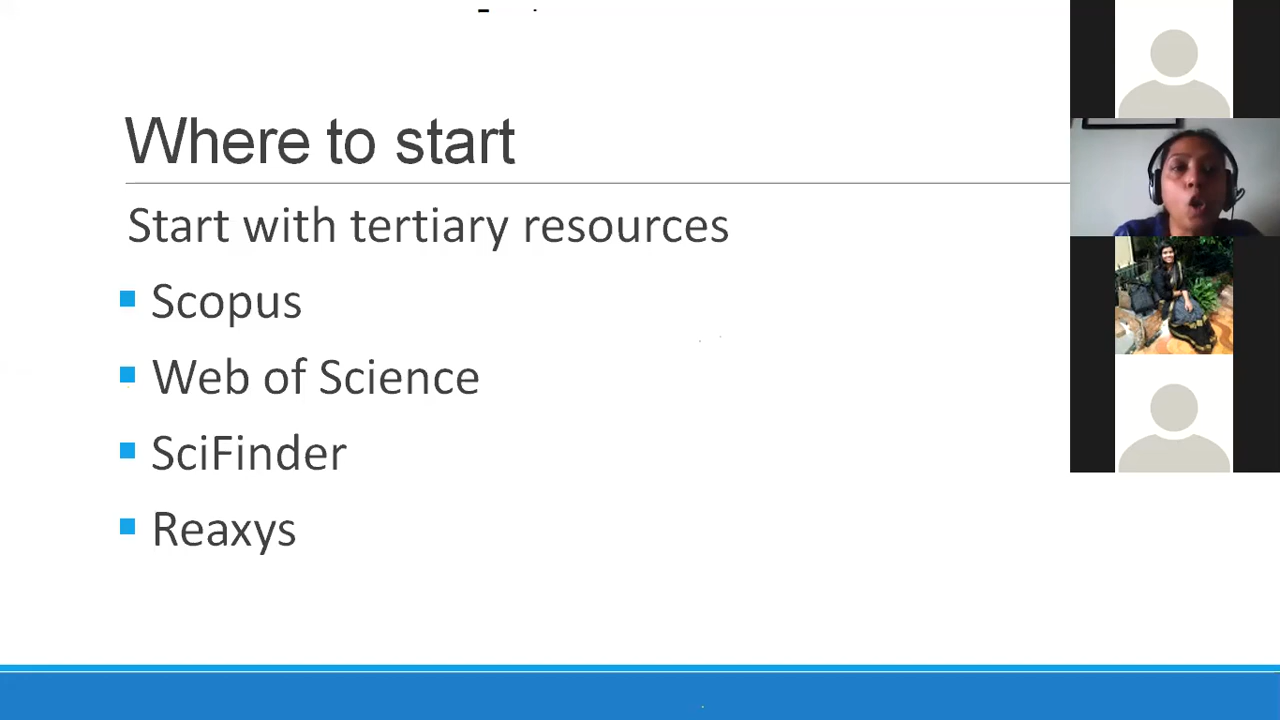 Where to start
Start with tertiary resources
Scopus
Web of Science
SciFinder
Reaxys